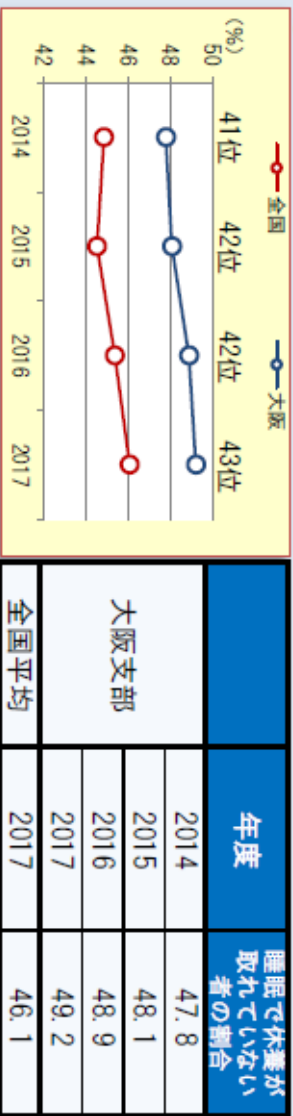 全国
大阪
(%)
50
48
46
44
42
41位
42位
42位
43位
2014
2015
2016
2017
年度
睡眠で休養が
取れていない
者の割合
大阪支部
2014
47.8
2015
48.1
2016
48.9
2017
49.2
全国平均
2017
46.1